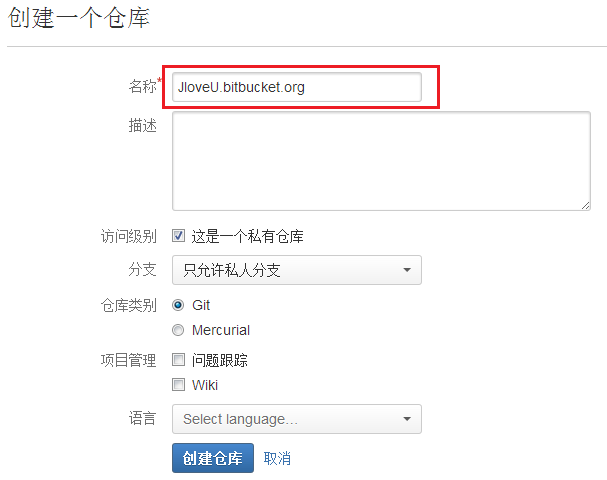 创建一个仓库
名称* JloveU.bitbucket.org
描述
访问级别 这是一个私有仓库
分支 只允许私人分支
仓库类别 Git
Mercurial
项目管理 问题跟踪
Wiki
语言 Select language...
创建仓库 取消